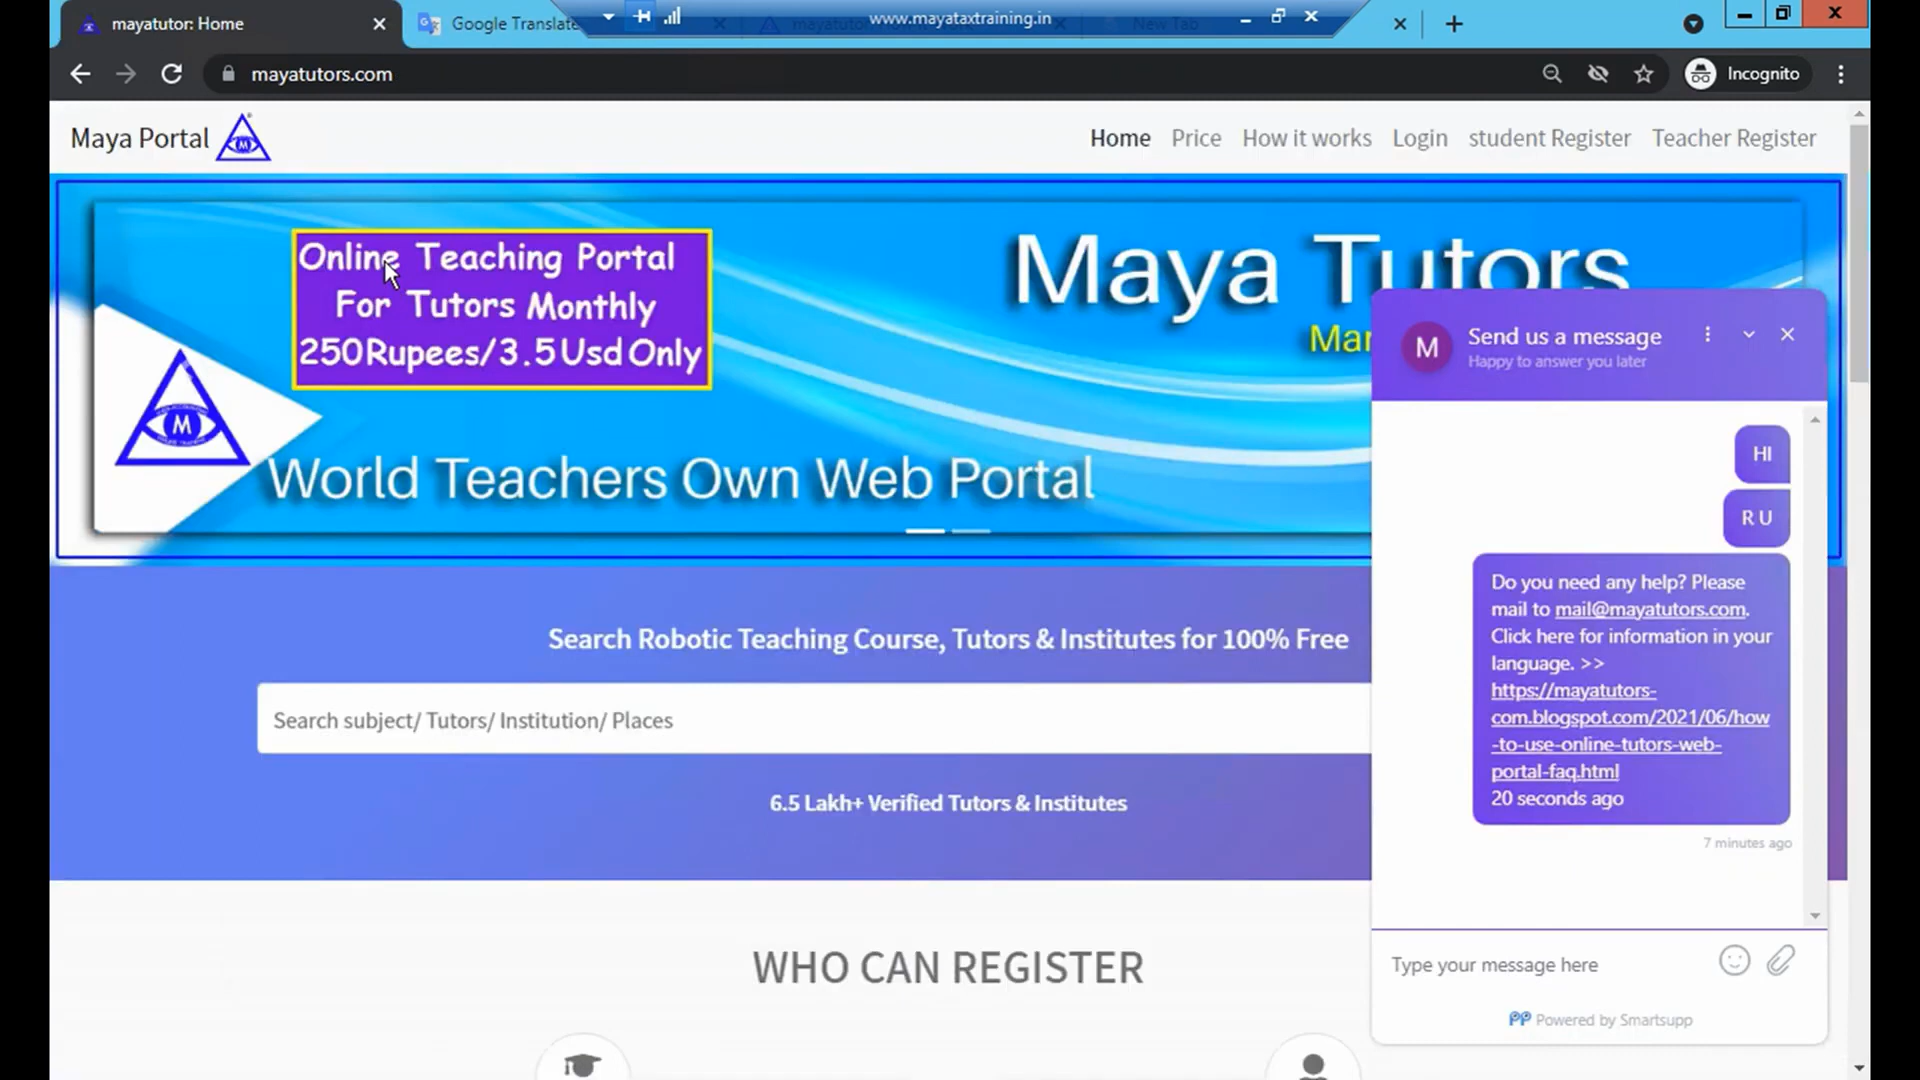 mayatutor: Home
Google Translate
www.mayataxtraining.in
New Tab
mayatutors.com
Incognito
Maya Portal
M
Home Price How it works Login student Register Teacher Register
Online Teaching Portal
For Tutors Monthly
250Rupees/3.5Usd Only
Maya Tutors
M
World Teachers Own Web Portal
Search Robotic Teaching Course, Tutors & Institutes for 100% Free
Search subject/ Tutors/ Institution/ Places
6.5 Lakh+ Verified Tutors & Institutes
WHO CAN REGISTER
M
Send us a message
Happy to answer you later
HI
R U
Do you need any help? Please
mail to mail@mayatutors.com.
Click here for information in your
language. >>
https://mayatutors-
com.blogspot.com/2021/06/how
-to-use-online-tutors-web-
portal-faq.html
20 seconds ago
7 minutes ago
Type your message here
Powered by Smartsupp